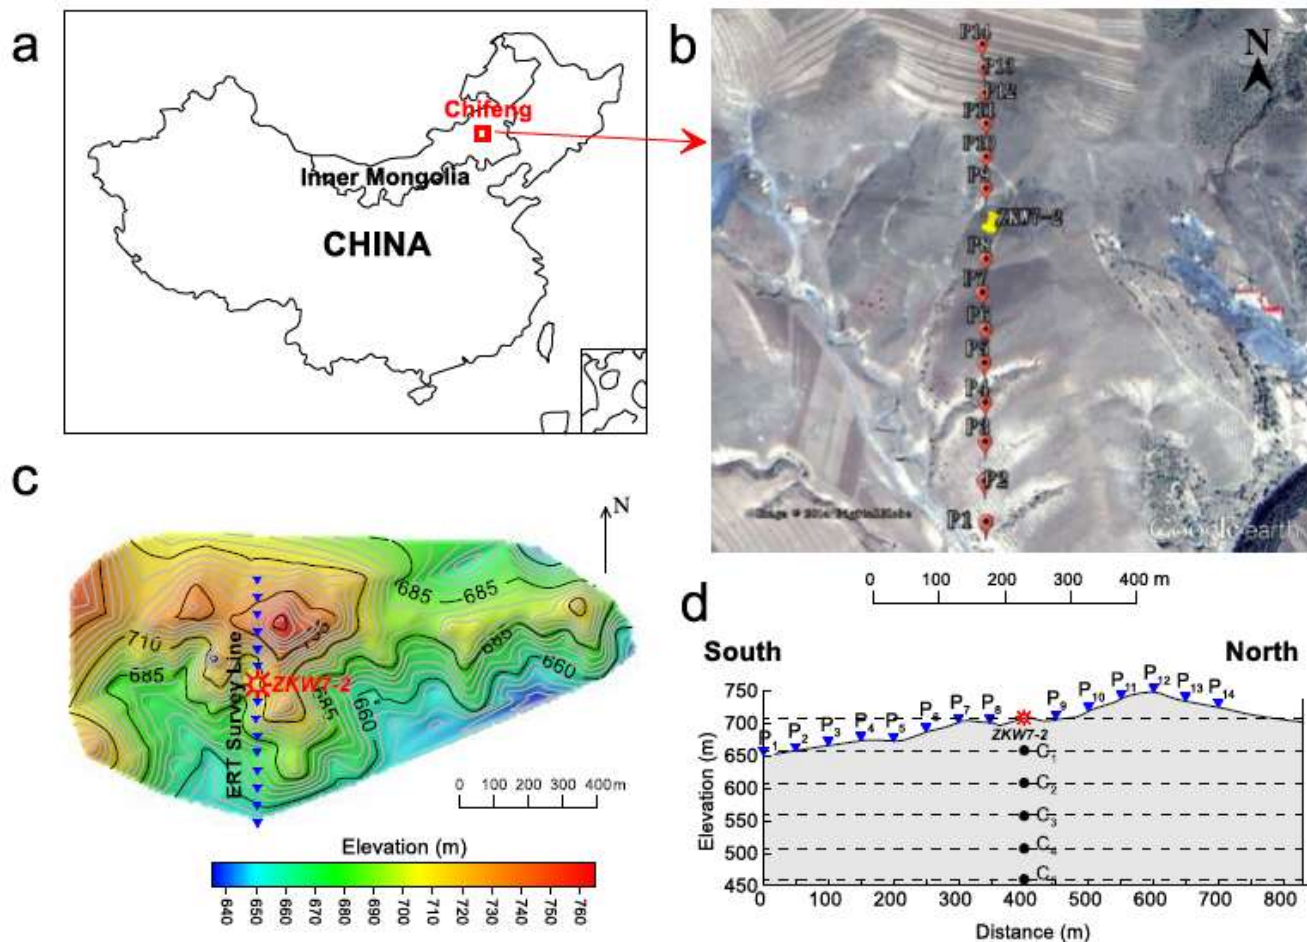 a
Chifeng
Inner Mongolia
CHINA
b
N
P14
P13
P12
P11
P10
P9
ZKW7-2
P8
P7
P6
P5
P4
P3
P2
P1
Google earth
0 100 200 300 400 m
c
N
685 685
710
685
685
660
685
660
ERT Survey Line
ZKW7-2
0 100 200 300 400m
Elevation (m)
640 650 660 670 680 690 700 710 720 730 740 750 760
d
South North
P1 P2 P3 P4 P5 P6 P7 P8 P9 P10 P11 P12 P13 P14
ZKW7-2
C1
C2
C3
C4
C5
750
700
650
600
550
500
450
Elevation (m)
0 100 200 300 400 500 600 700 800
Distance (m)